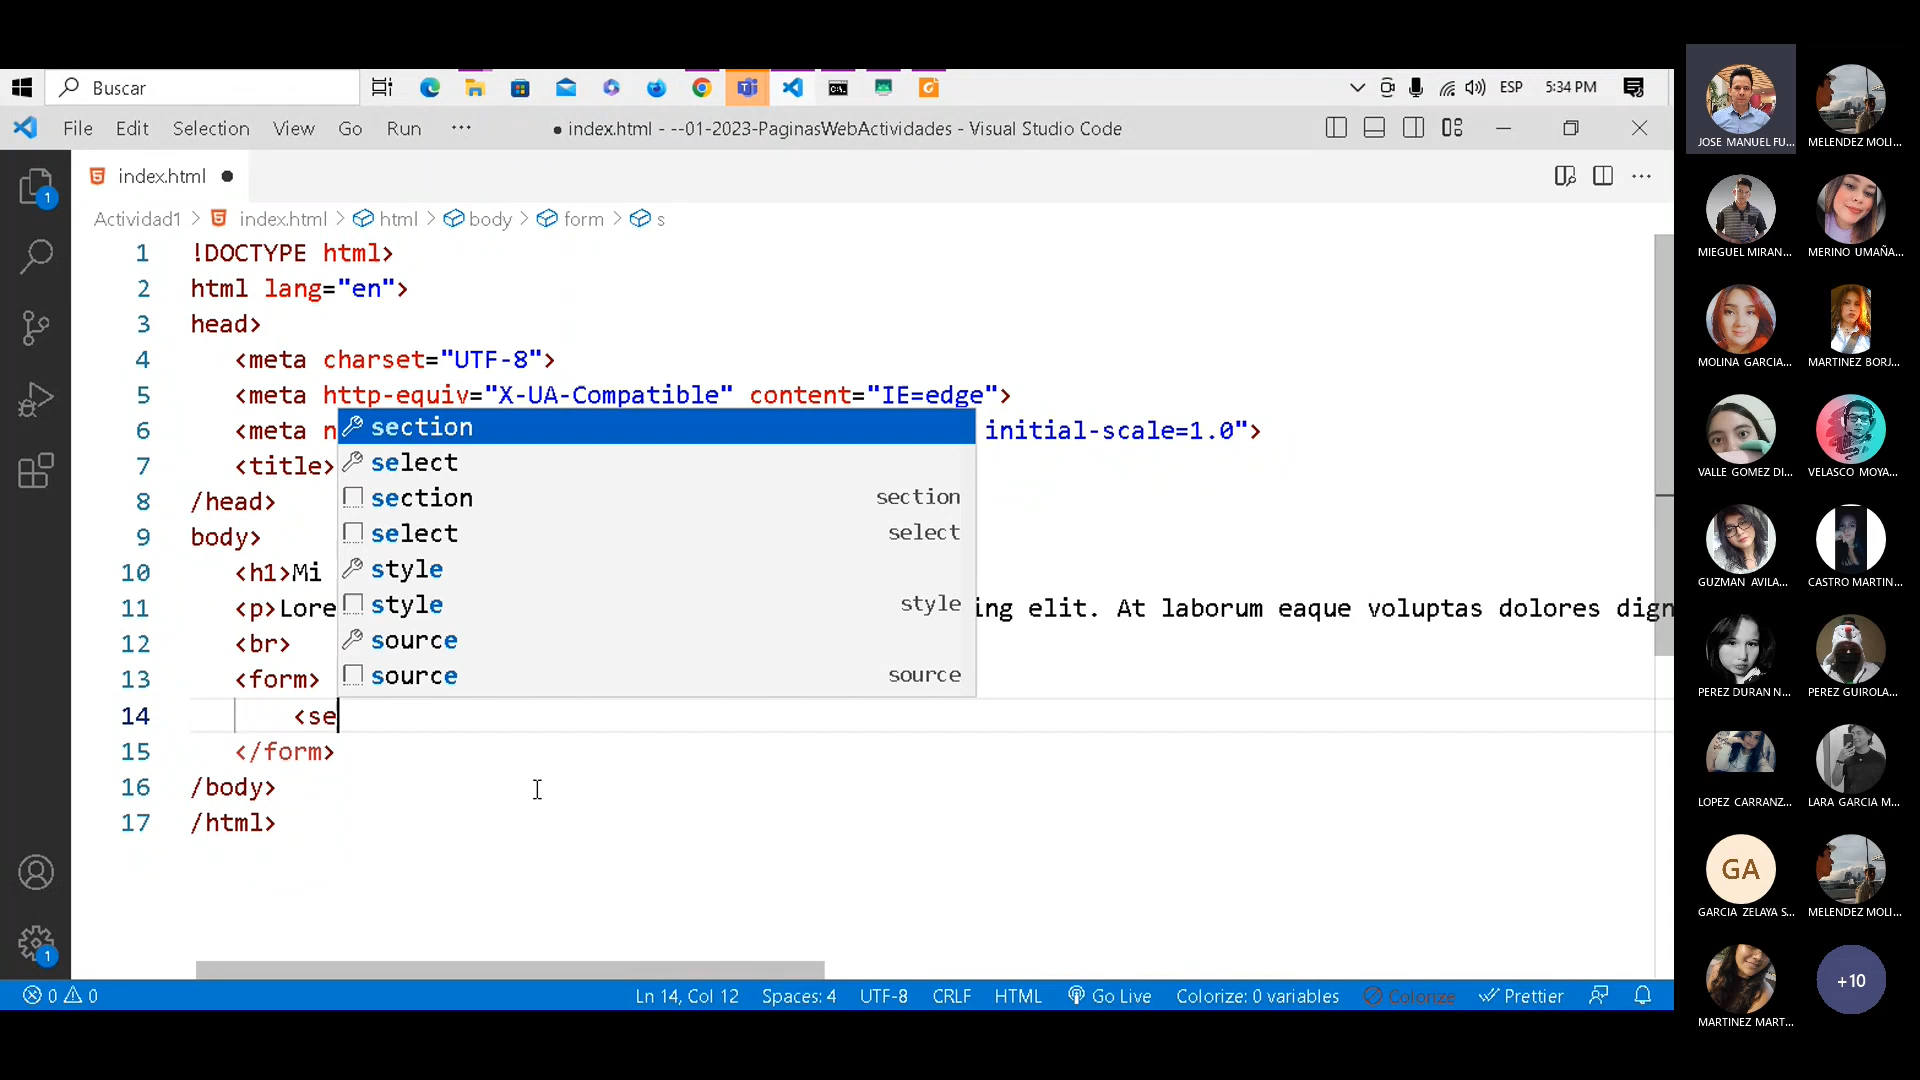 Buscar
ESP
5:34 PM
File Edit Selection View Go Run ··· ● index.html - --01-2023-PaginasWebActividades - Visual Studio Code
index.html ●
1
Actividad1 > index.html > html > body > form > s
1 !DOCTYPE html>
2 html lang="en">
3 head>
4 <meta charset="UTF-8">
5 <meta http-equiv="X-UA-Compatible" content="IE=edge">
6 <meta n initial-scale=1.0">
7 <title>
8 /head>
9 body>
10 <h1>Mi
11 <p>Lore ing elit. At laborum eaque voluptas dolores dign
12 <br>
13 <form>
14 <se
15 </form>
16 /body>
17 /html>
section
select
section section
select select
style
style style
source
source source
1
0 0
Ln 14, Col 12 Spaces: 4 UTF-8 CRLF HTML Go Live Colorize: 0 variables Colorize Prettier
JOSE MANUEL FU... MELENDEZ MOLI...
MIEGUEL MIRAN... MERINO UMAÑA...
MOLINA GARCIA... MARTINEZ BORJ...
VALLE GOMEZ DI... VELASCO MOYA...
GUZMAN AVILA... CASTRO MARTIN...
PEREZ DURAN N... PEREZ GUIROLA...
LOPEZ CARRANZ... LARA GARCIA M...
GA
GARCIA ZELAYA S... MELENDEZ MOLI...
+10
MARTINEZ MART...